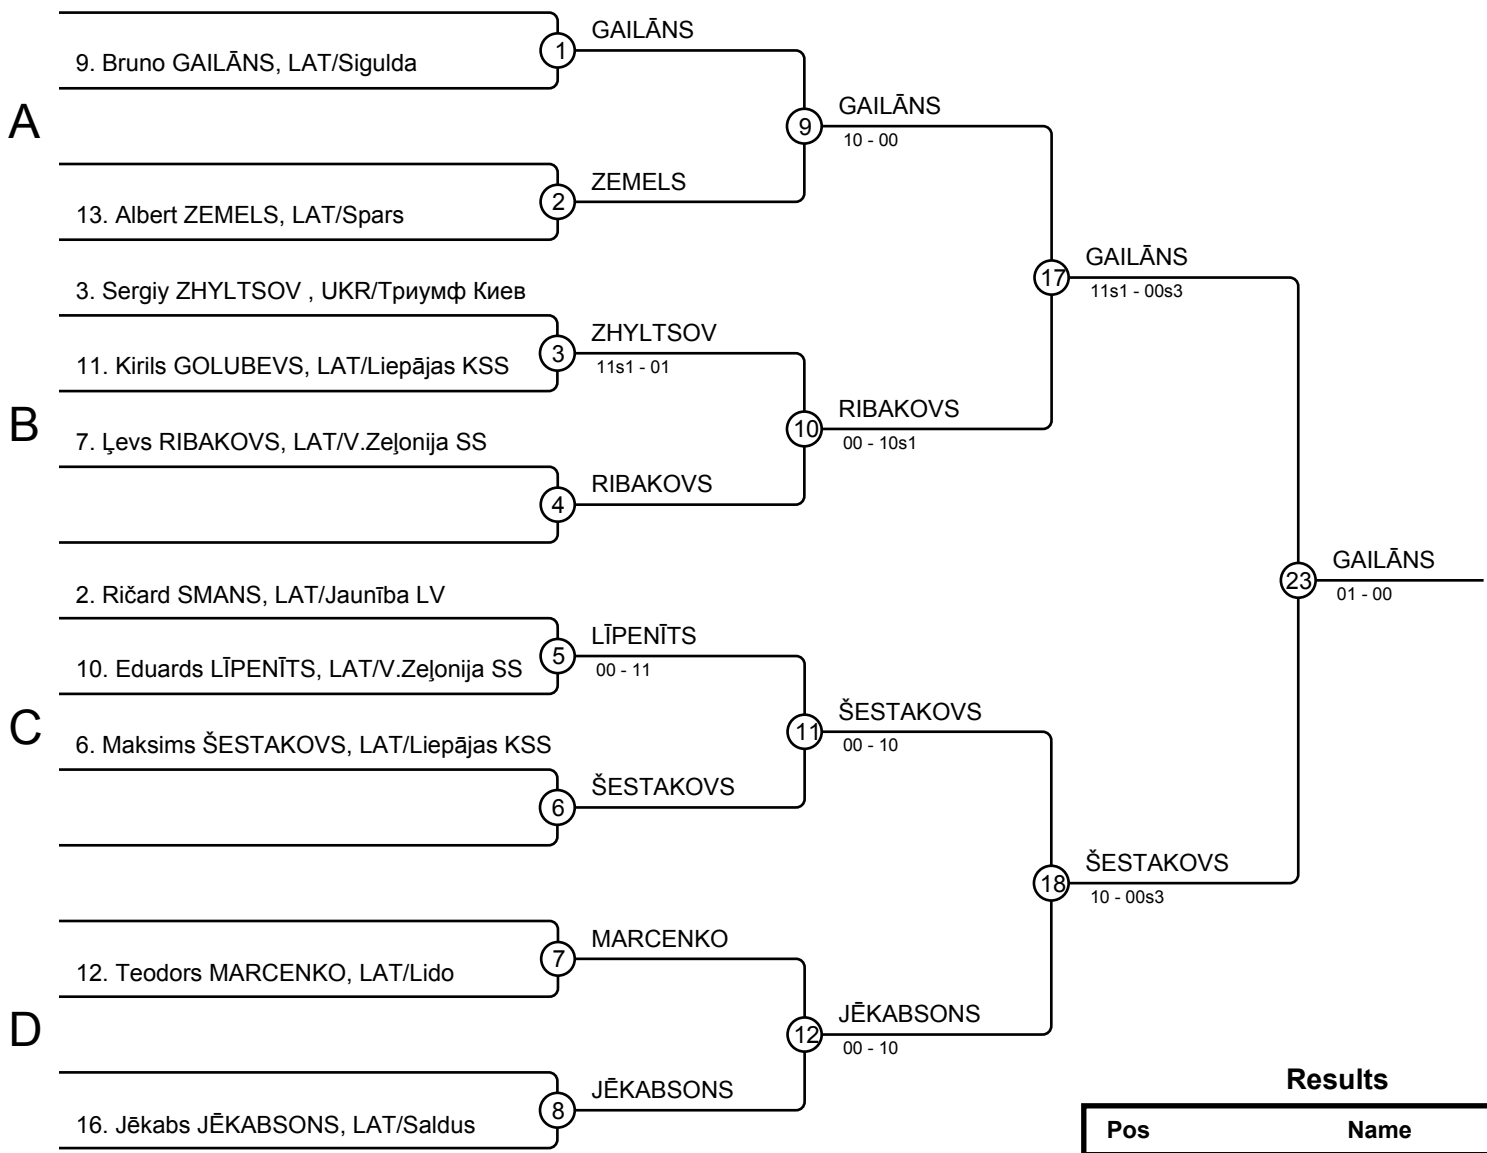 GAILĀNS
1
9. Bruno GAILĀNS, LAT/Sigulda
A
GAILĀNS
9
10 - 00
ZEMELS
2
13. Albert ZEMELS, LAT/Spars
GAILĀNS
17
11s1 - 00s3
3. Sergiy ZHYLTSOV , UKR/Триумф Киев
ZHYLTSOV
3
11s1 - 01
11. Kirils GOLUBEVS, LAT/Liepājas KSS
B
RIBAKOVS
10
00 - 10s1
7. Ļevs RIBAKOVS, LAT/V.Zeļonija SS
RIBAKOVS
4
GAILĀNS
23
01 - 00
2. Ričard SMANS, LAT/Jaunība LV
LĪPENĪTS
5
00 - 11
10. Eduards LĪPENĪTS, LAT/V.Zeļonija SS
C
ŠESTAKOVS
11
00 - 10
6. Maksims ŠESTAKOVS, LAT/Liepājas KSS
ŠESTAKOVS
6
ŠESTAKOVS
18
10 - 00s3
MARCENKO
7
12. Teodors MARCENKO, LAT/Lido
D
JĒKABSONS
12
00 - 10
JĒKABSONS
8
16. Jēkabs JĒKABSONS, LAT/Saldus
Results
Pos Name